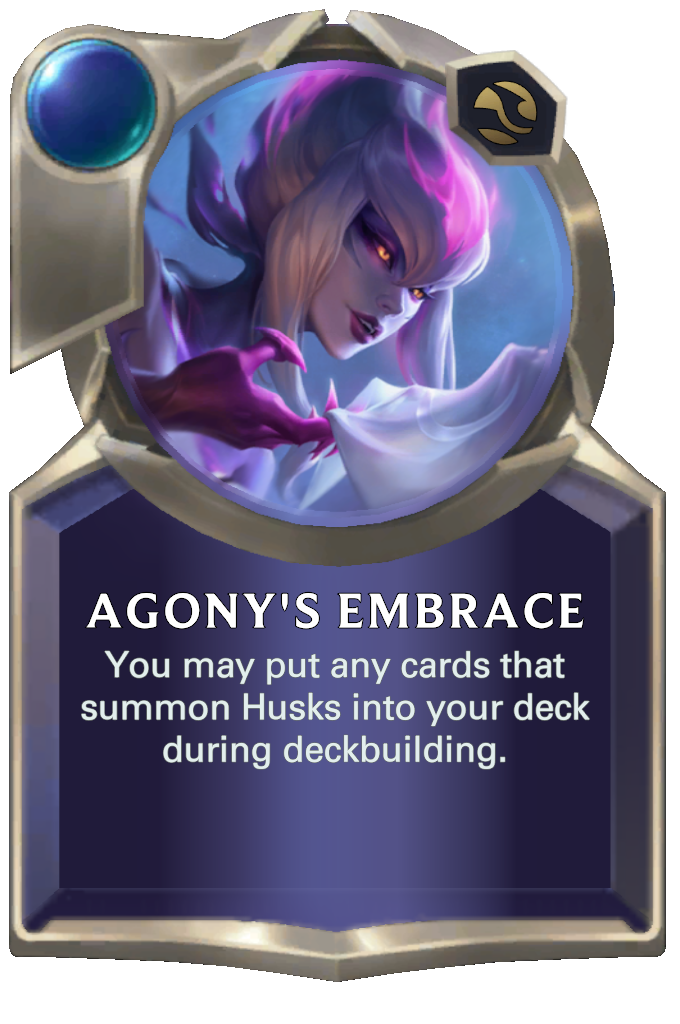 AGONY'S EMBRACE
You may put any cards that
summon Husks into your deck
during deckbuilding.